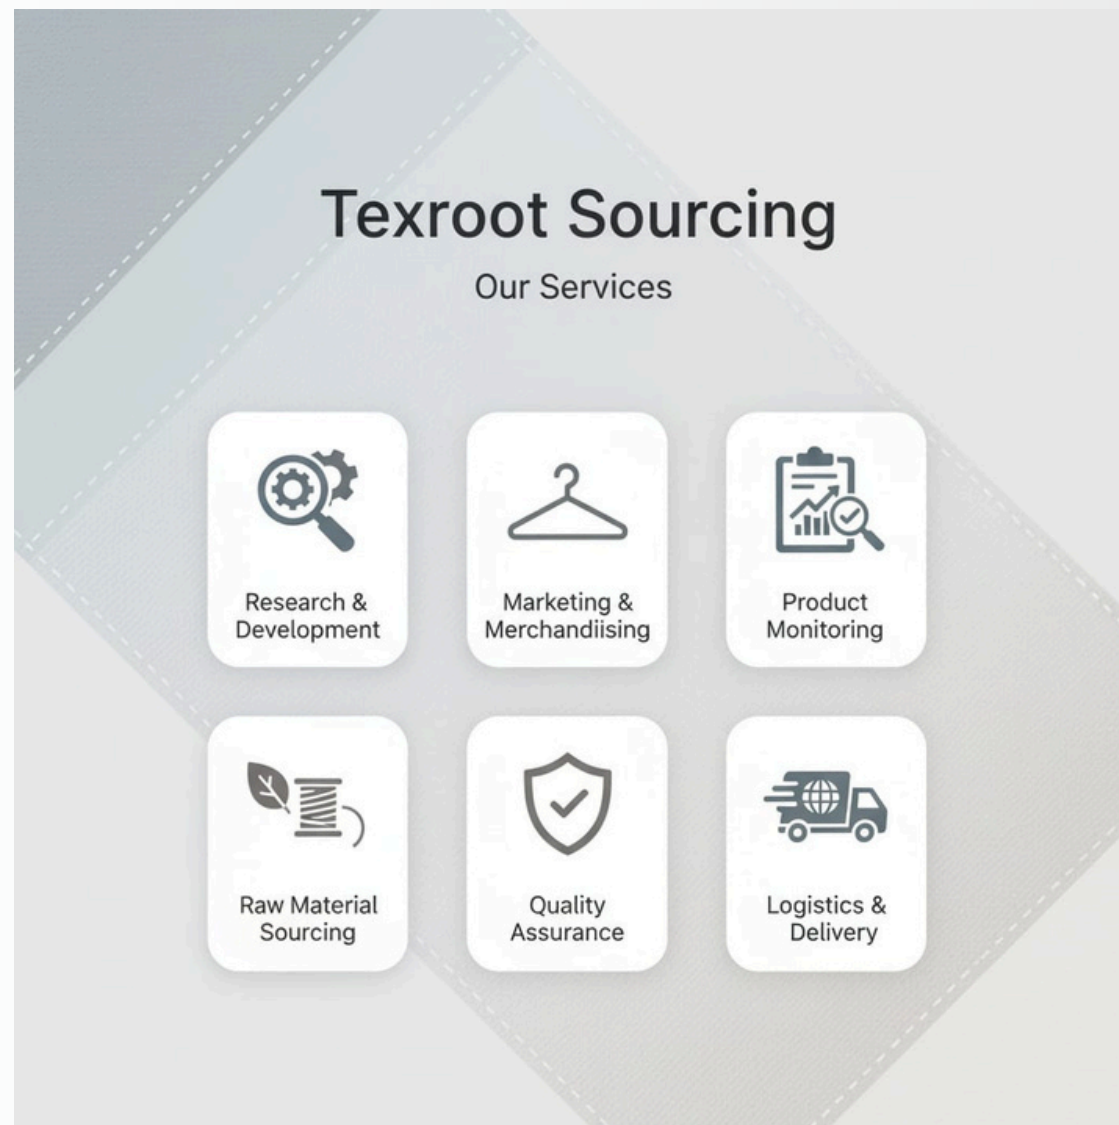 Texroot Sourcing
Our Services
Research &
Development
Marketing &
Merchandiising
Product
Monitoring
Raw Material
Sourcing
Quality
Assurance
Logistics &
Delivery